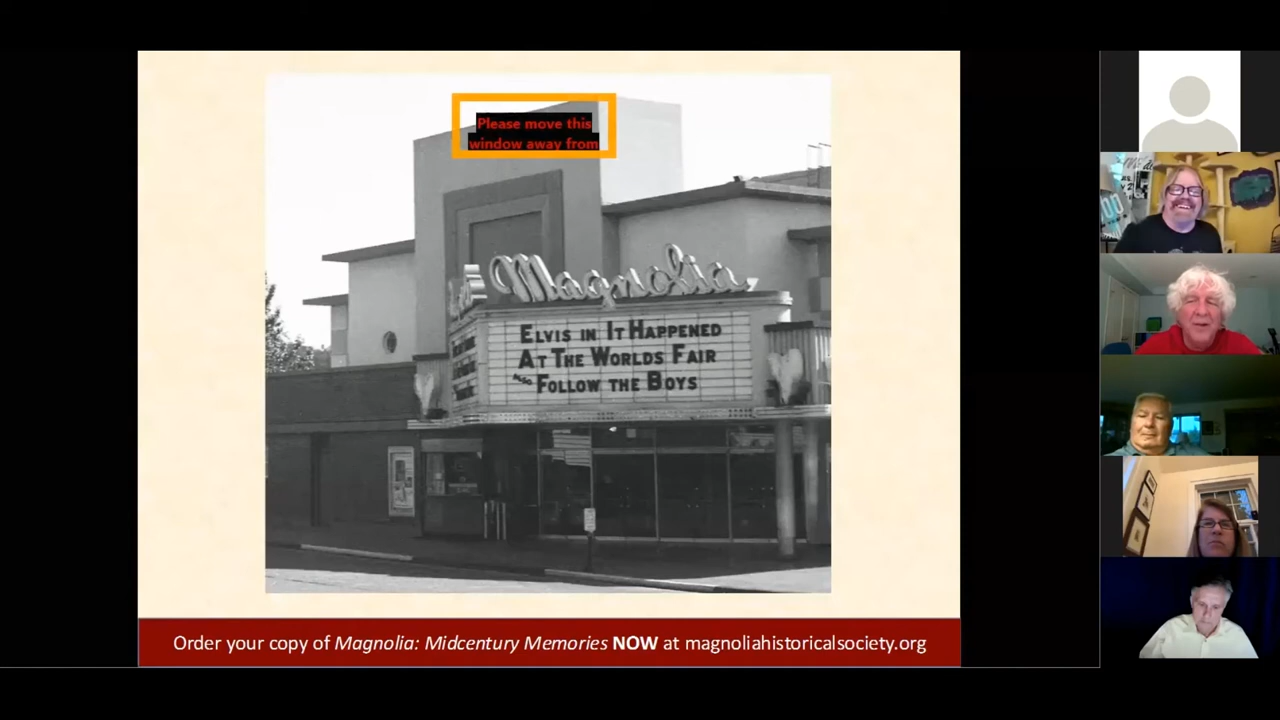 Please move this
window away from
Magnolia
ELVIS IN IT HAPPENED
AT THE WORLDS FAIR
ALSO FOLLOW THE BOYS
Order your copy of Magnolia: Midcentury Memories NOW at magnoliahistoricalsociety.org